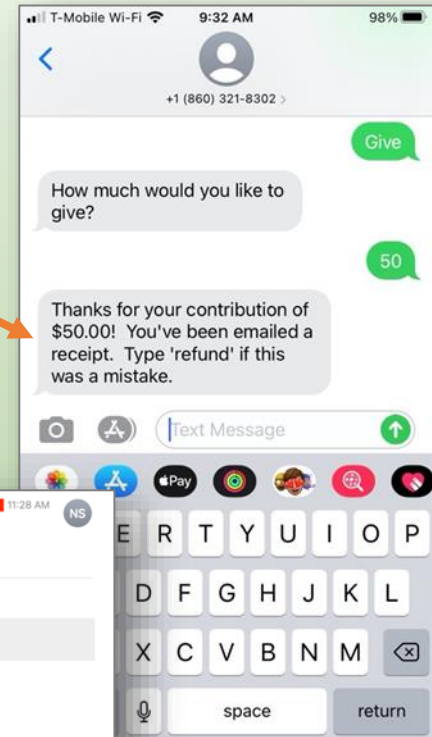 T-Mobile Wi-Fi 9:32 AM 98%
+1 (860) 321-8302 >
Give
How much would you like to
give?
50
Thanks for your contribution of
$50.00! You've been emailed a
receipt. Type 'refund' if this
was a mistake.
Text Message
Pay
11:28 AM NS
E R T Y U I O P
D F G H J K L
X C V B N M
space return